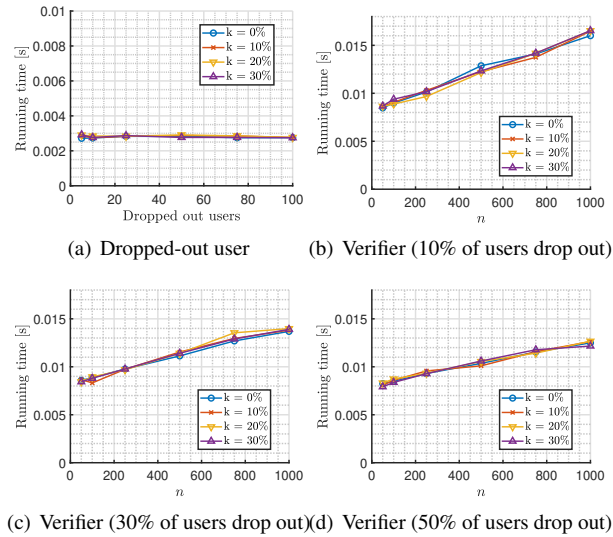 0.01
0.008
0.006
0.004
0.002
0
Running time [s]
k = 0%
k = 10%
k = 20%
k = 30%
0 20 40 60 80 100
Dropped out users
(a) Dropped-out user
0.015
0.01
0.005
0
Running time [s]
k = 0%
k = 10%
k = 20%
k = 30%
0 200 400 600 800 1000
n
(b) Verifier (10% of users drop out)
0.015
0.01
0.005
0
Running time [s]
k = 0%
k = 10%
k = 20%
k = 30%
0 200 400 600 800 1000
n
(c) Verifier (30% of users drop out)
0.015
0.01
0.005
0
Running time [s]
k = 0%
k = 10%
k = 20%
k = 30%
0 200 400 600 800 1000
n
(d) Verifier (50% of users drop out)